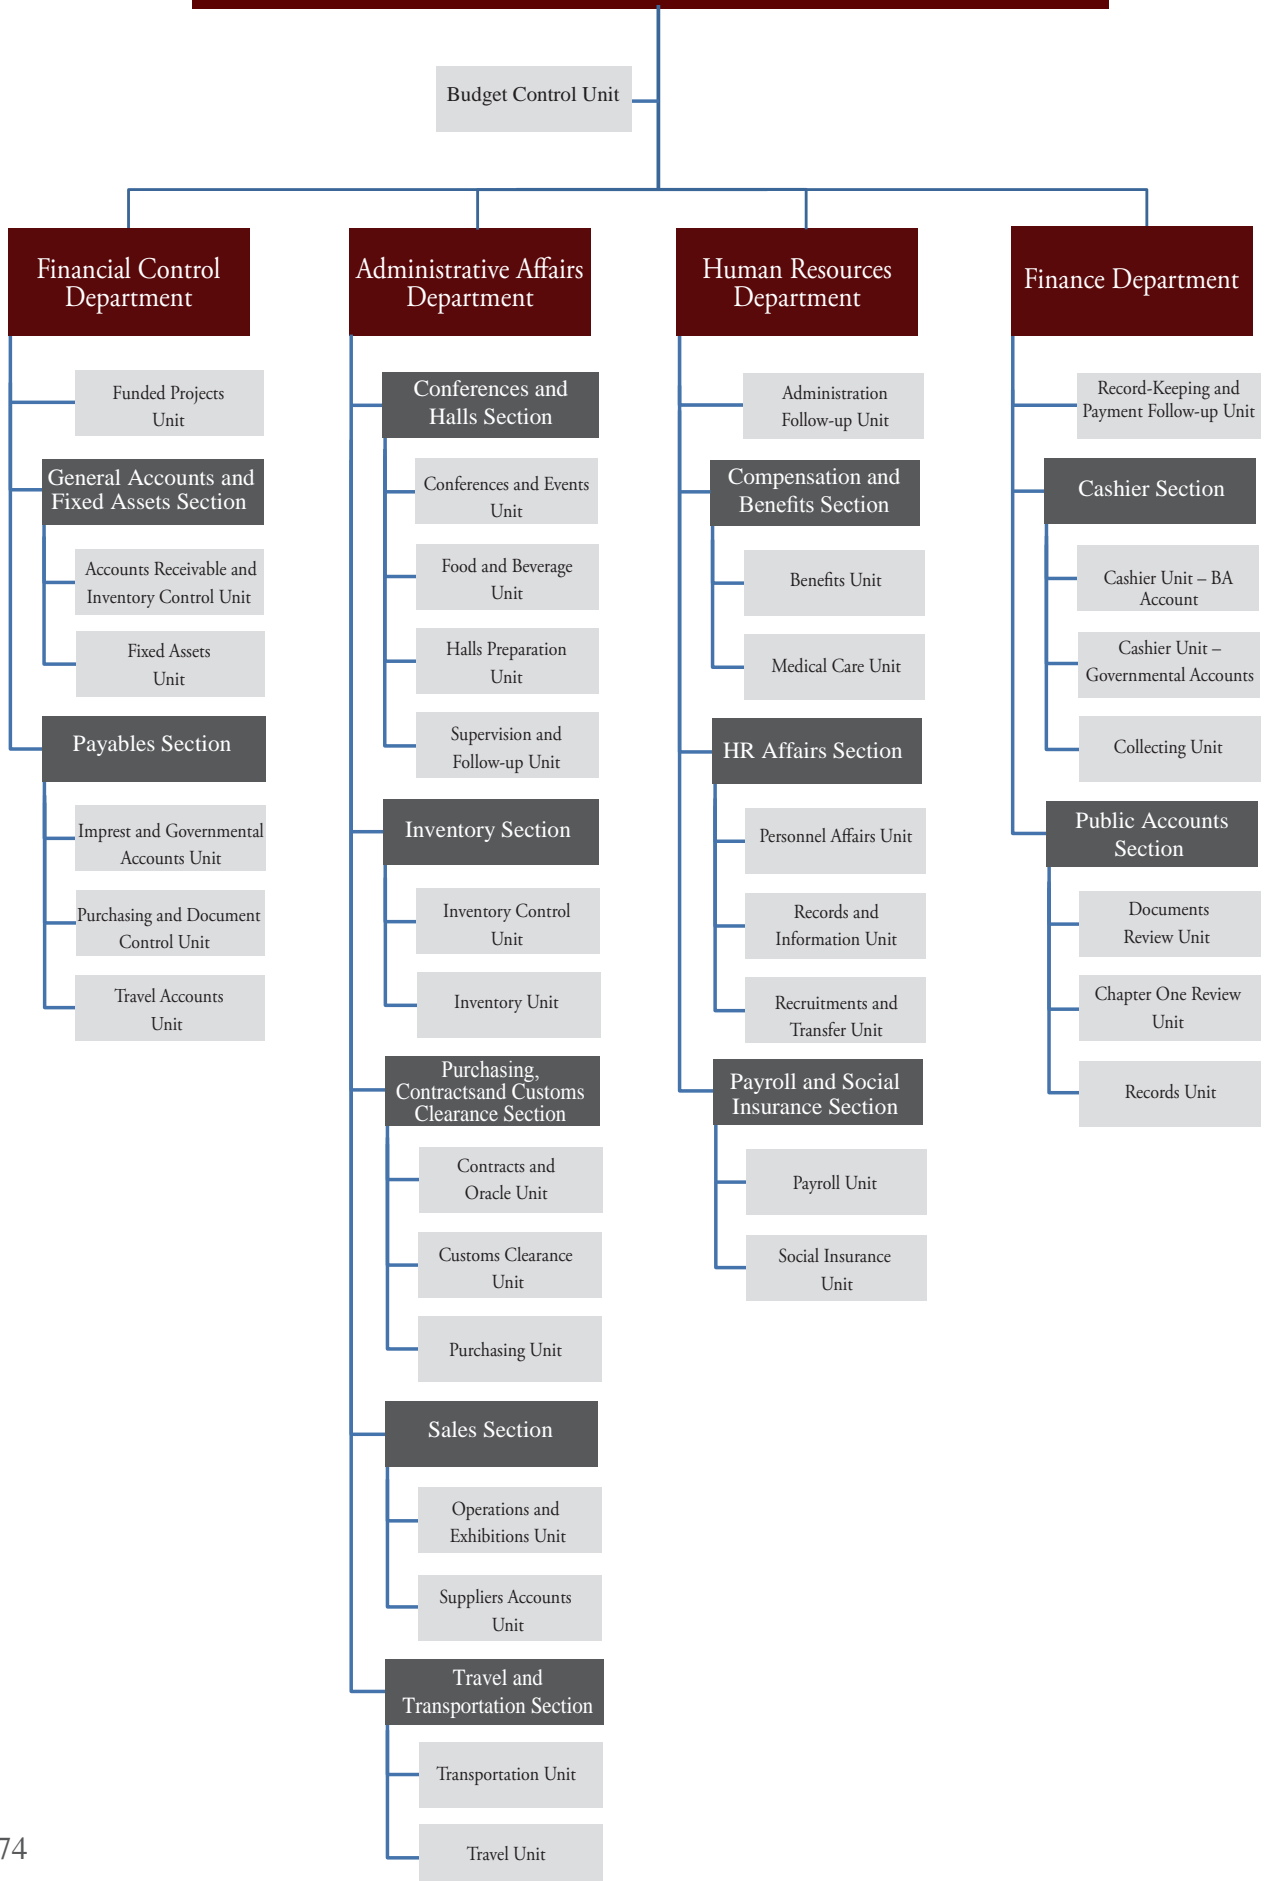 Budget Control Unit
Financial Control
Department
Funded Projects
Unit
General Accounts and
Fixed Assets Section
Accounts Receivable and
Inventory Control Unit
Fixed Assets
Unit
Payables Section
Imprest and Governmental
Accounts Unit
Purchasing and Document
Control Unit
Travel Accounts
Unit
Administrative Affairs
Department
Conferences and
Halls Section
Conferences and Events
Unit
Food and Beverage
Unit
Halls Preparation
Unit
Supervision and
Follow-up Unit
Inventory Section
Inventory Control
Unit
Inventory Unit
Purchasing,
Contractsand Customs
Clearance Section
Contracts and
Oracle Unit
Customs Clearance
Unit
Purchasing Unit
Sales Section
Operations and
Exhibitions Unit
Suppliers Accounts
Unit
Travel and
Transportation Section
Transportation Unit
Travel Unit
Human Resources
Department
Administration
Follow-up Unit
Compensation and
Benefits Section
Benefits Unit
Medical Care Unit
HR Affairs Section
Personnel Affairs Unit
Records and
Information Unit
Recruitments and
Transfer Unit
Payroll and Social
Insurance Section
Payroll Unit
Social Insurance
Unit
Finance Department
Record-Keeping and
Payment Follow-up Unit
Cashier Section
Cashier Unit – BA
Account
Cashier Unit –
Governmental Accounts
Collecting Unit
Public Accounts
Section
Documents
Review Unit
Chapter One Review
Unit
Records Unit
74